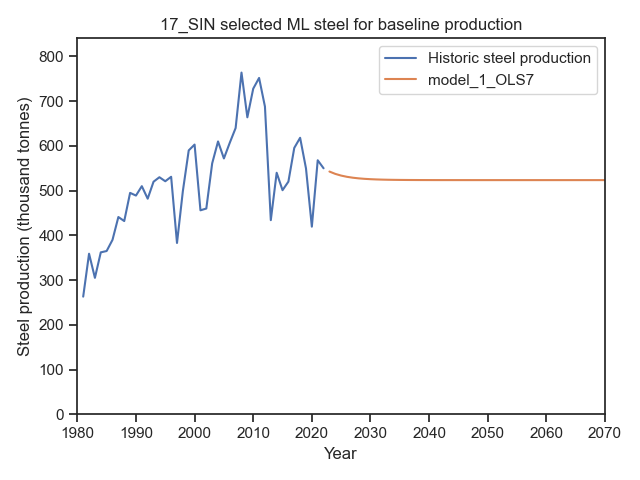 17_SIN selected ML steel for baseline production
Historic steel production
model_1_OLS7
Steel production (thousand tonnes)
800
700
600
500
400
300
200
100
0
1980 1990 2000 2010 2020 2030 2040 2050 2060 2070
Year